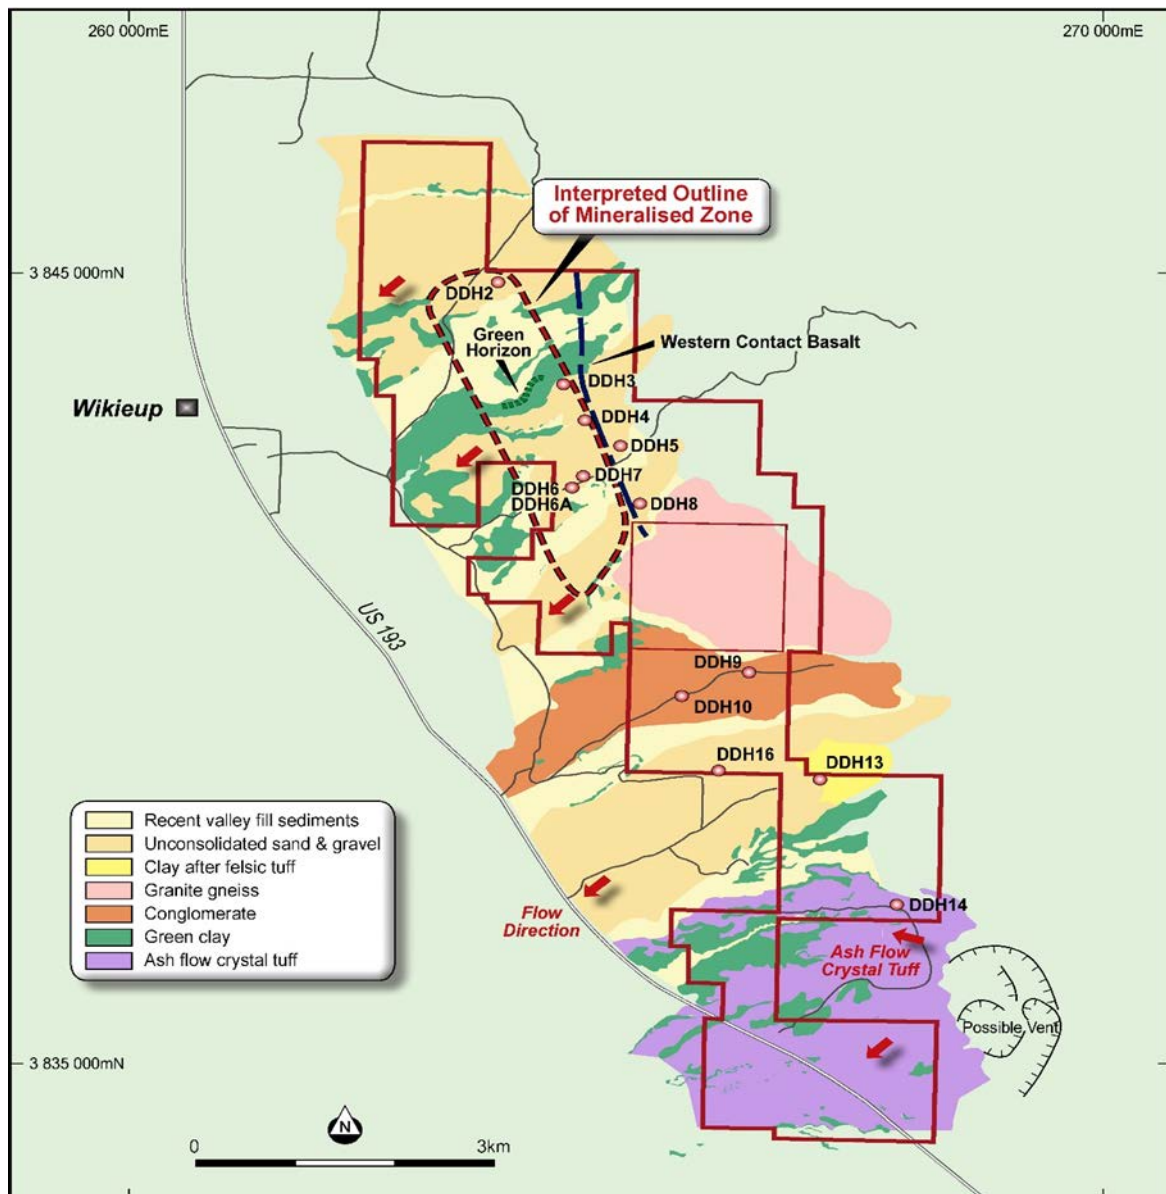 260 000mE
270 000mE
Interpreted Outline
of Mineralised Zone
3 845 000mN
DDH2
Green
Horizon
Western Contact Basalt
DDH3
Wikieup
DDH4
DDH5
DDH7
DDH6
DDH6A
DDH8
US 193
DDH9
DDH10
DDH16
DDH13
Recent valley fill sediments
Unconsolidated sand & gravel
Clay after felsic tuff
Granite gneiss
Conglomerate
Green clay
Ash flow crystal tuff
Flow
Direction
DDH14
Ash Flow
Crystal Tuff
Possible Vent
3 835 000mN
N
0
3km